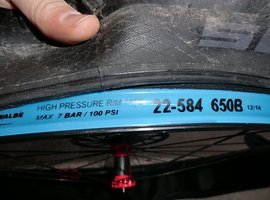 WALBE HIGH PRESSURE RIM 22-584 650B 12/14
MAX 7 BAR / 100 PSI